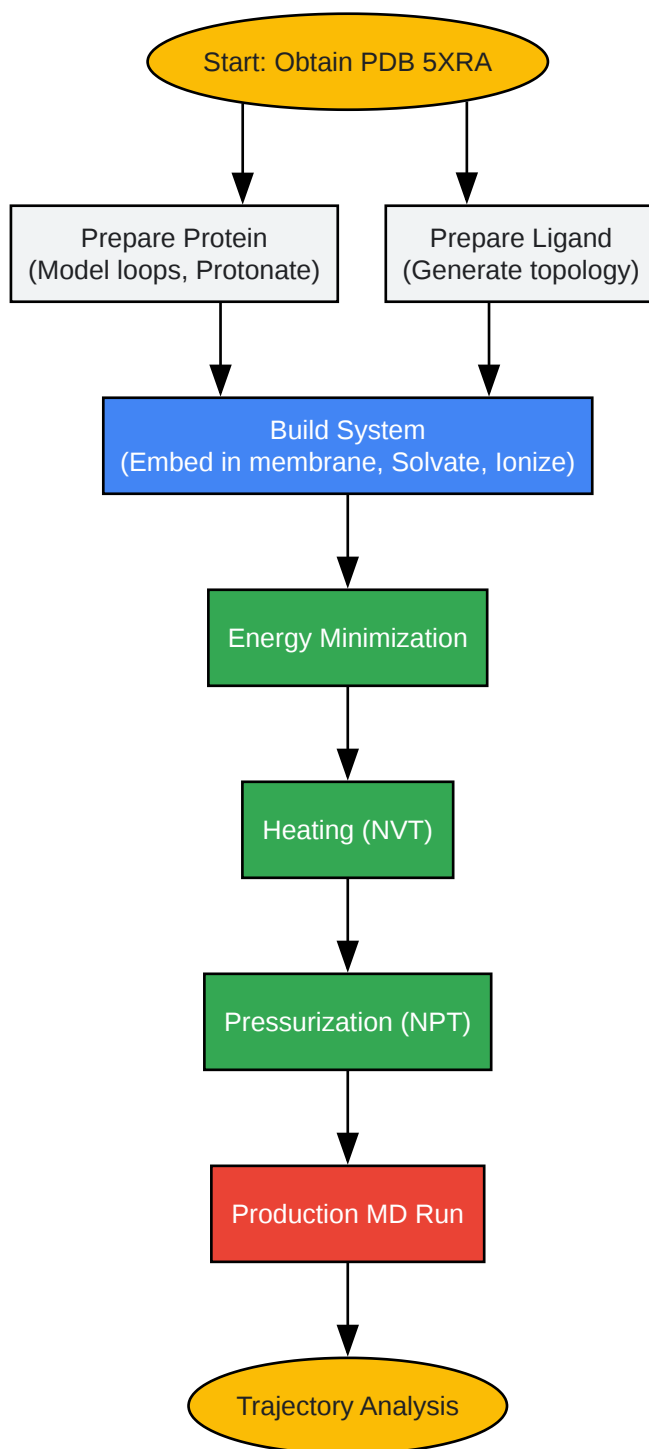 Start: Obtain PDB 5XRA
Prepare Protein
(Model loops, Protonate)
Prepare Ligand
(Generate topology)
Build System
(Embed in membrane, Solvate, Ionize)
Energy Minimization
Heating (NVT)
Pressurization (NPT)
Production MD Run
Trajectory Analysis